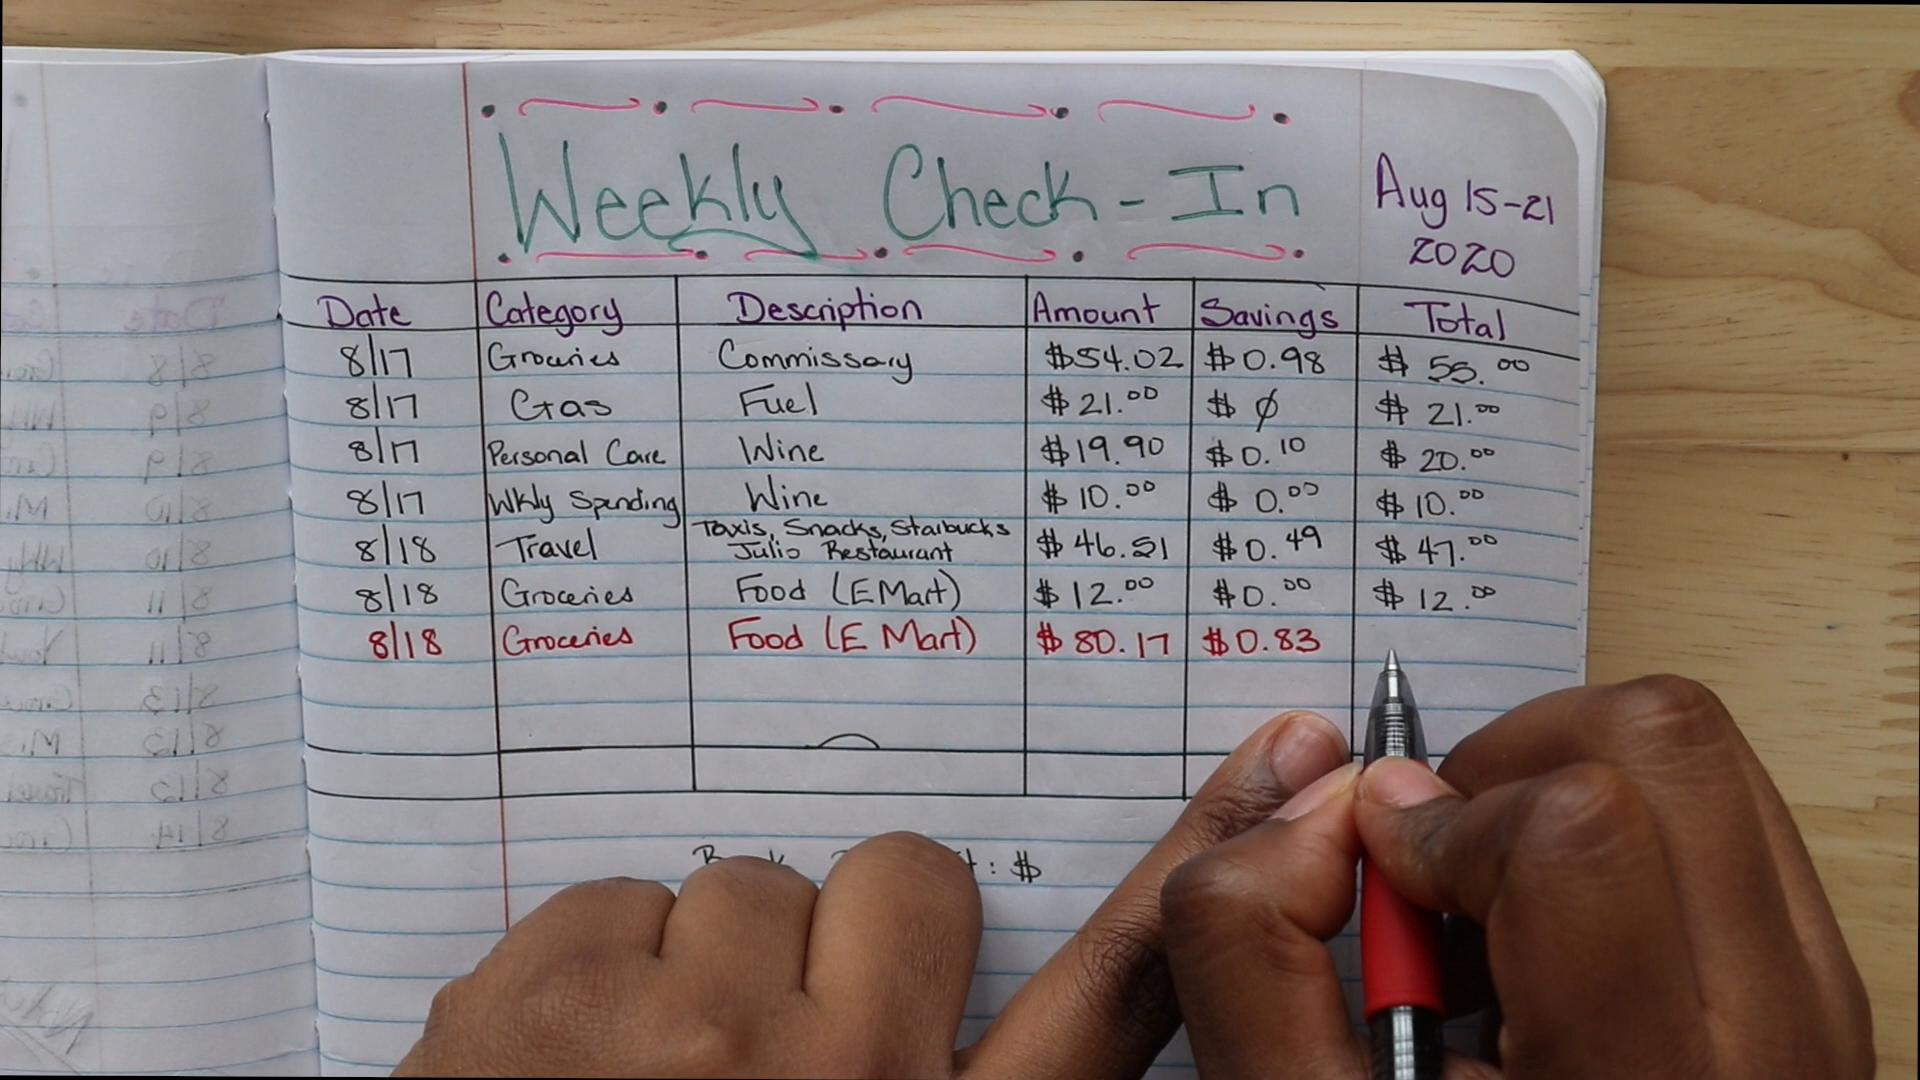 Weekly Check-In
Aug 15-21
2020
Date Category Description Amount Savings Total
8/17 Groceries Commissary $54.02 $0.98 $55.00
8/17 Gas Fuel $21.00 $ø $21.00
8/17 Personal Care Wine $19.90 $0.10 $20.00
8/17 Wkly Spending Wine $10.00 $0.00 $10.00
8/18 Travel Taxis, Snacks, Starbucks $46.51 $0.49 $47.00
Julio Restaurant
8/18 Groceries Food (EMart) $12.00 $0.00 $12.00
8/18 Groceries Food (E Mart) $80.17 $0.83
: $